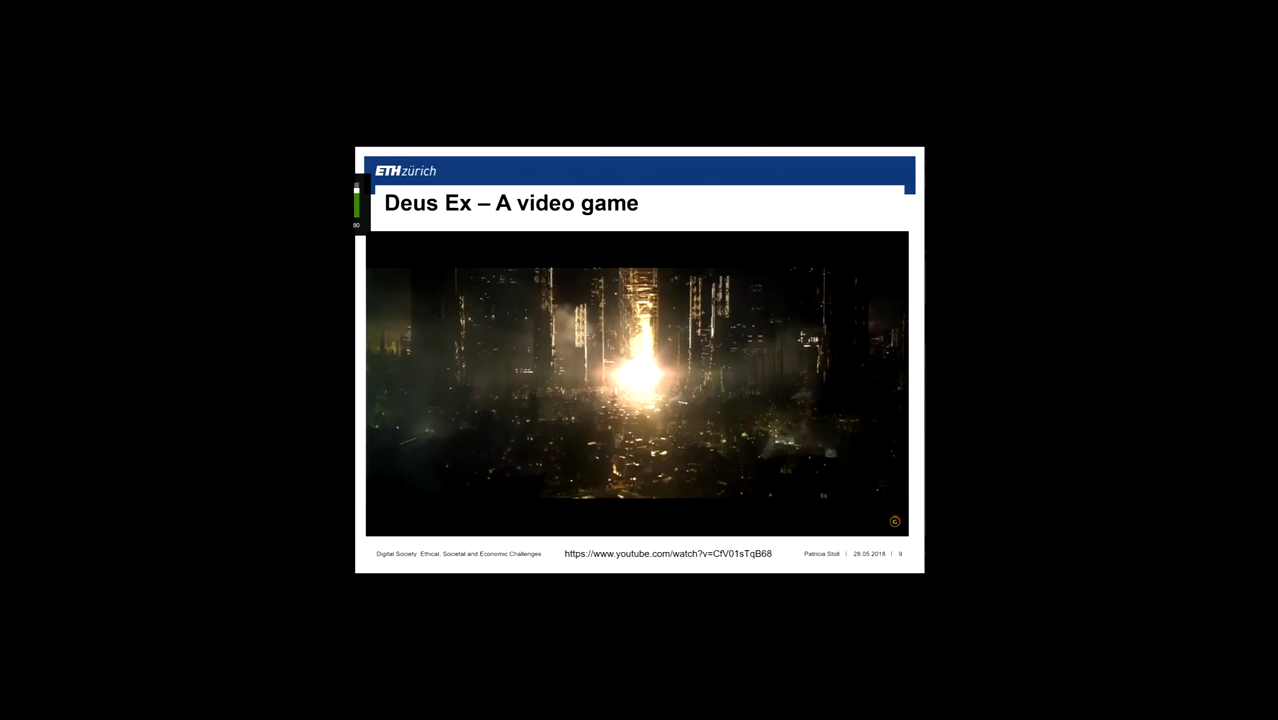 ETH zürich
Deus Ex – A video game
80
G
Digital Society: Ethical, Societal and Economic Challenges
https://www.youtube.com/watch?v=CfV01sTqB68
Patricia Stoll | 28.05.2018 | 9